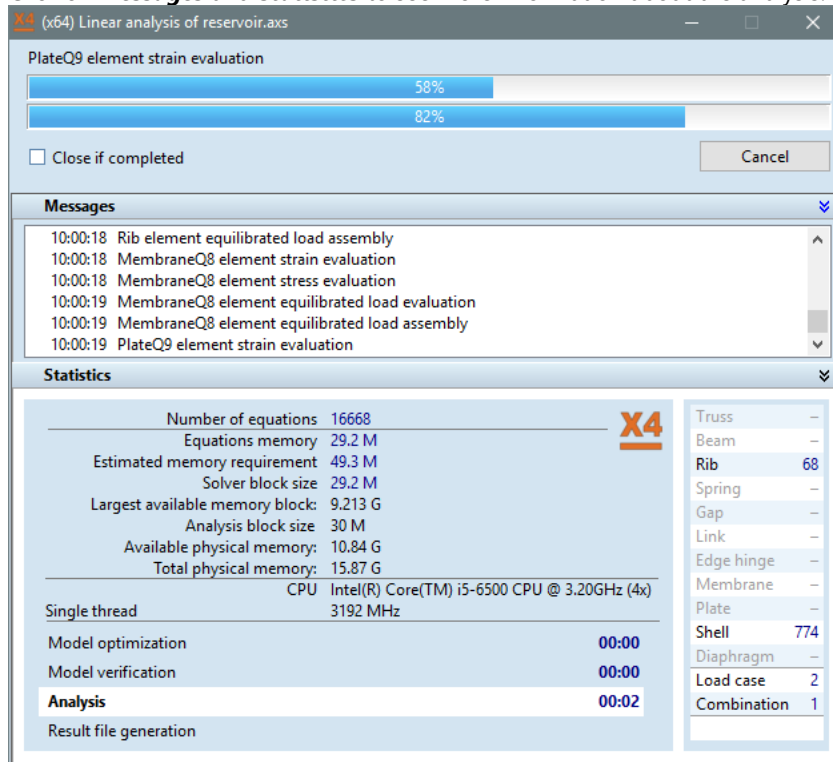 X4 (x64) Linear analysis of reservoir.axs
PlateQ9 element strain evaluation
58%
82%
Close if completed
Cancel
Messages
10:00:18 Rib element equilibrated load assembly
10:00:18 MembraneQ8 element strain evaluation
10:00:18 MembraneQ8 element stress evaluation
10:00:19 MembraneQ8 element equilibrated load evaluation
10:00:19 MembraneQ8 element equilibrated load assembly
10:00:19 PlateQ9 element strain evaluation
Statistics
Number of equations 16668
Equations memory 29.2 M
Estimated memory requirement 49.3 M
Solver block size 29.2 M
Largest available memory block: 9.213 G
Analysis block size 30 M
Available physical memory: 10.84 G
Total physical memory: 15.87 G
CPU Intel(R) Core(TM) i5-6500 CPU @ 3.20GHz (4x)
Single thread 3192 MHz
Model optimization 00:00
Model verification 00:00
Analysis 00:02
Result file generation
X4
Truss –
Beam –
Rib 68
Spring –
Gap –
Link –
Edge hinge –
Membrane –
Plate –
Shell 774
Diaphragm –
Load case 2
Combination 1